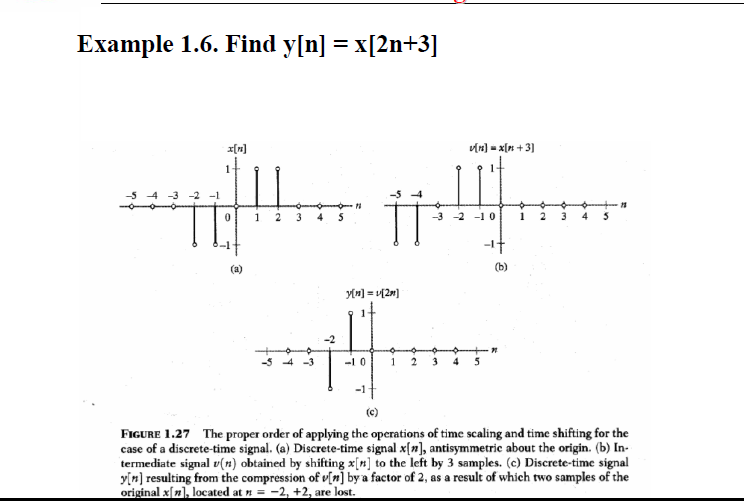 Example 1.6. Find y[n] = x[2n+3]
x[n]
v[n] = x[n + 3]
1
1
-5 -4 -3 -2 -1
-5 -4
n
n
0 1 2 3 4 5
-3 -2 -1 0 1 2 3 4 5
-1
-1
(a)
(b)
y[n] = v[2n]
1
-2
n
-5 -4 -3 -1 0 1 2 3 4 5
-1
(c)
FIGURE 1.27 The proper order of applying the operations of time scaling and time shifting for the
case of a discrete-time signal. (a) Discrete-time signal x[n], antisymmetric about the origin. (b) In-
termediate signal v(n) obtained by shifting x[n] to the left by 3 samples. (c) Discrete-time signal
y[n] resulting from the compression of v[n] by a factor of 2, as a result of which two samples of the
original x[n], located at n = −2, +2, are lost.